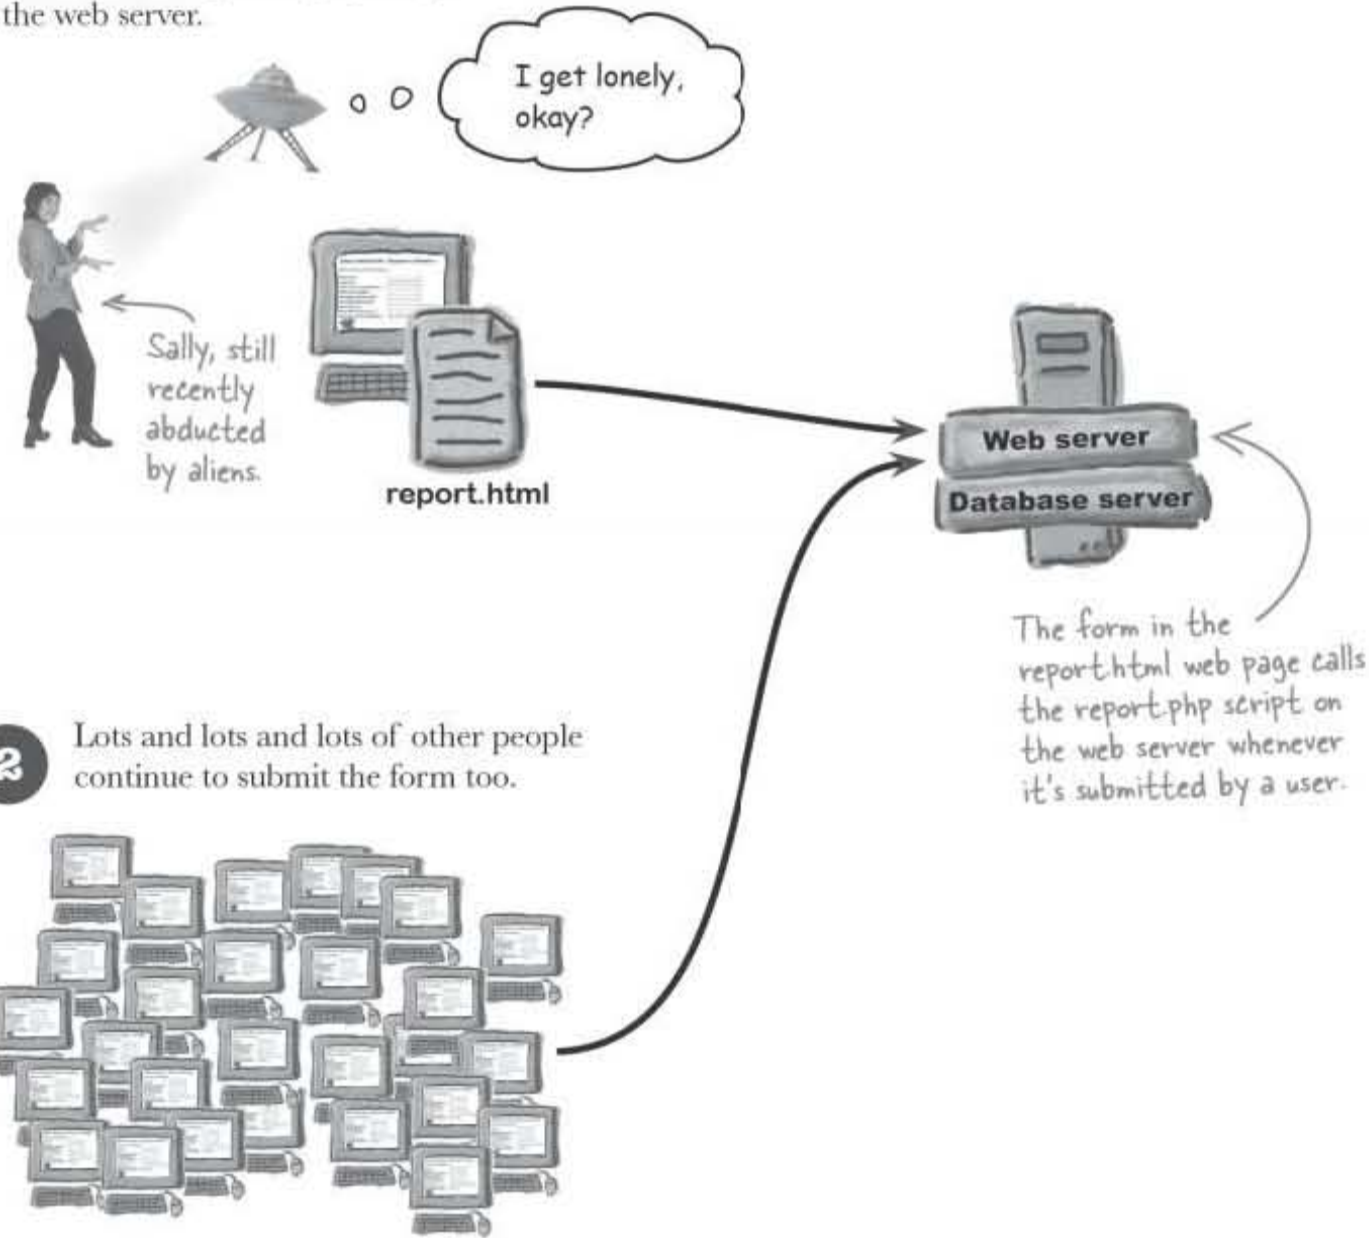 the web server.
I get lonely,
okay?
Sally, still
recently
abducted
by aliens.
report.html
Web server
Database server
The form in the
report.html web page calls
the report.php script on
the web server whenever
it's submitted by a user.
2
Lots and lots and lots of other people
continue to submit the form too.